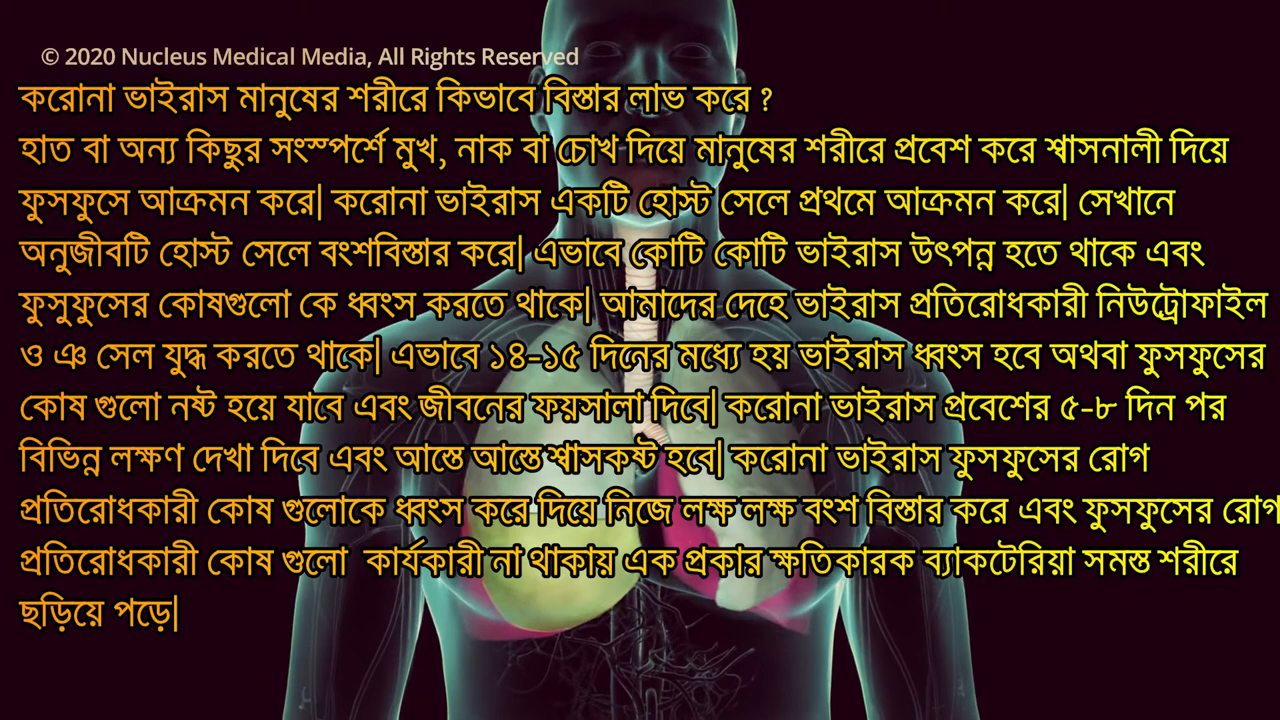 © 2020 Nucleus Medical Media, All Rights Reserved
করোনা ভাইরাস মানুষের শরীরে কিভাবে বিস্তার লাভ করে ?
হাত বা অন্য কিছুর সংস্পর্শে মুখ, নাক বা চোখ দিয়ে মানুষের শরীরে প্রবেশ করে শ্বাসনালী দিয়ে
ফুসফুসে আক্রমন করে| করোনা ভাইরাস একটি হোস্ট সেলে প্রথমে আক্রমন করে| সেখানে
অনুজীবটি হোস্ট সেলে বংশবিস্তার করে| এভাবে কোটি কোটি ভাইরাস উৎপন্ন হতে থাকে এবং
ফুসুফুসের কোষগুলো কে ধ্বংস করতে থাকে| আমাদের দেহে ভাইরাস প্রতিরোধকারী নিউট্রোফাইল
ও ঞ সেল যুদ্ধ করতে থাকে| এভাবে ১৪-১৫ দিনের মধ্যে হয় ভাইরাস ধ্বংস হবে অথবা ফুসফুসের
কোষ গুলো নষ্ট হয়ে যাবে এবং জীবনের ফয়সালা দিবে| করোনা ভাইরাস প্রবেশের ৫-৮ দিন পর
বিভিন্ন লক্ষণ দেখা দিবে এবং আস্তে আস্তে শ্বাসকষ্ট হবে| করোনা ভাইরাস ফুসফুসের রোগ
প্রতিরোধকারী কোষ গুলোকে ধ্বংস করে দিয়ে নিজে লক্ষ লক্ষ বংশ বিস্তার করে এবং ফুসফুসের রোগ
প্রতিরোধকারী কোষ গুলো  কার্যকারী না থাকায় এক প্রকার ক্ষতিকারক ব্যাকটেরিয়া সমস্ত শরীরে
ছড়িয়ে পড়ে|